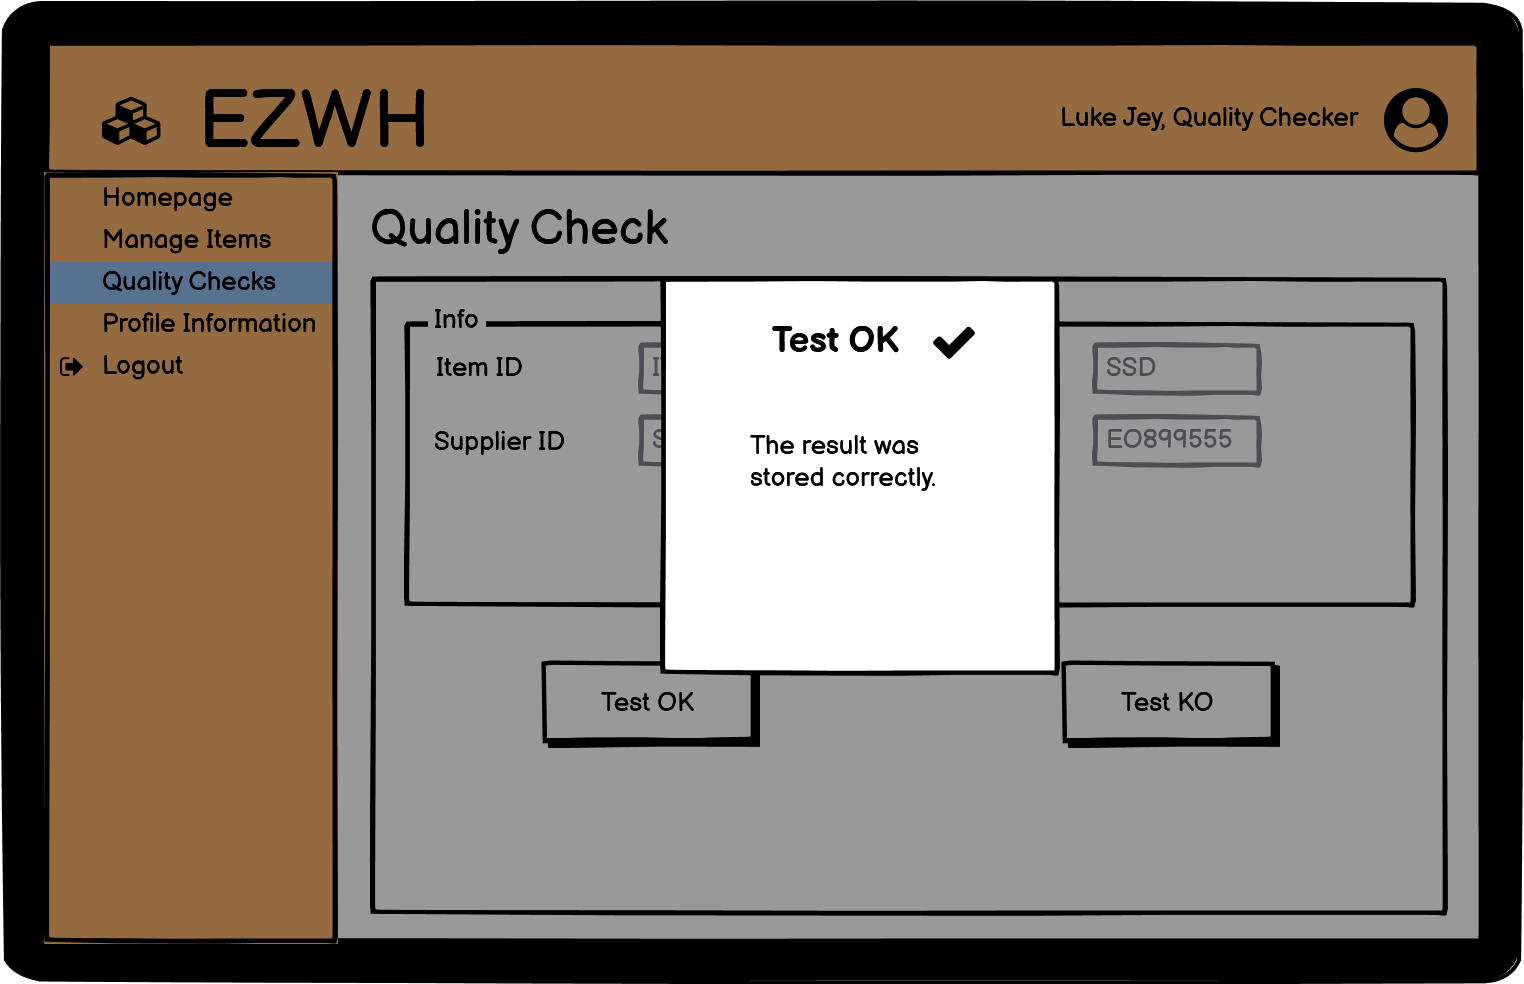 EZWH
Luke Jey, Quality Checker
Homepage
Manage Items
Quality Checks
Profile Information
Logout
Quality Check
Info
Item ID
SSD
Supplier ID
EO899555
Test OK
The result was
stored correctly.
Test OK
Test KO